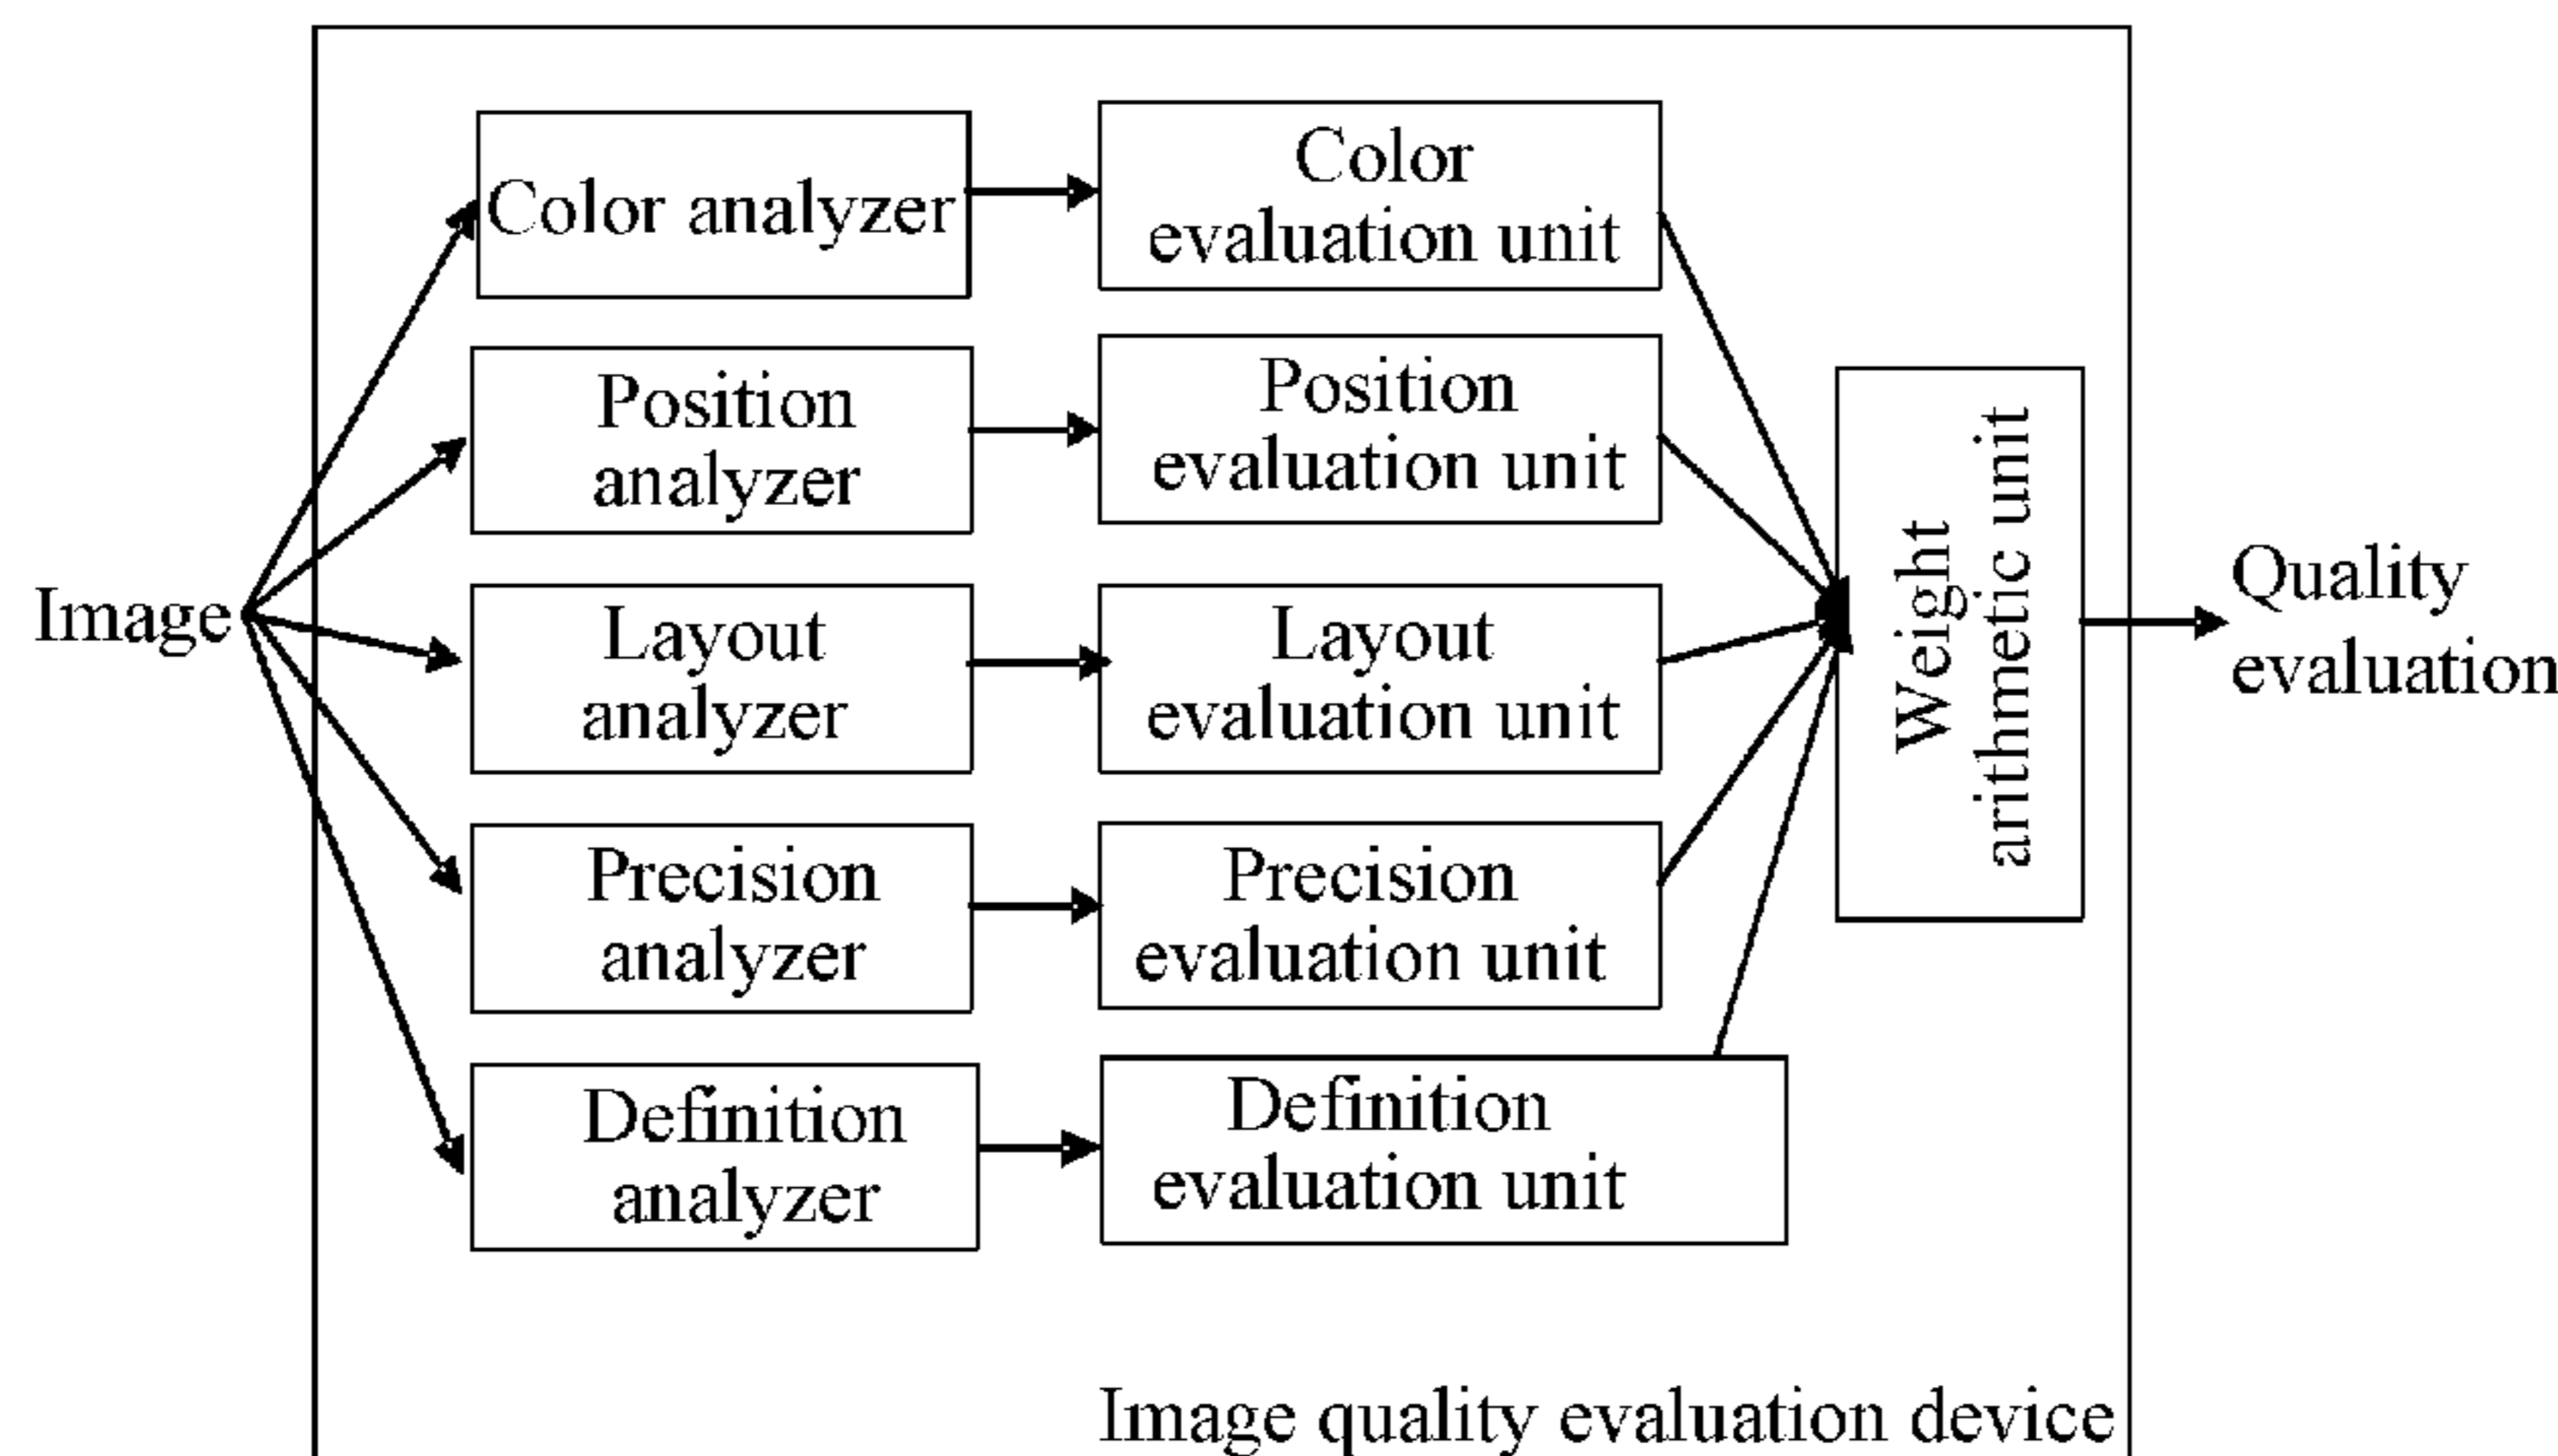 Color analyzer
Color
evaluation unit
Position
analyzer
Position
evaluation unit
Layout
analyzer
Layout
evaluation unit
Precision
analyzer
Precision
evaluation unit
Definition
analyzer
Definition
evaluation unit
Image
Weight
arithmetic unit
Quality
evaluation
Image quality evaluation device